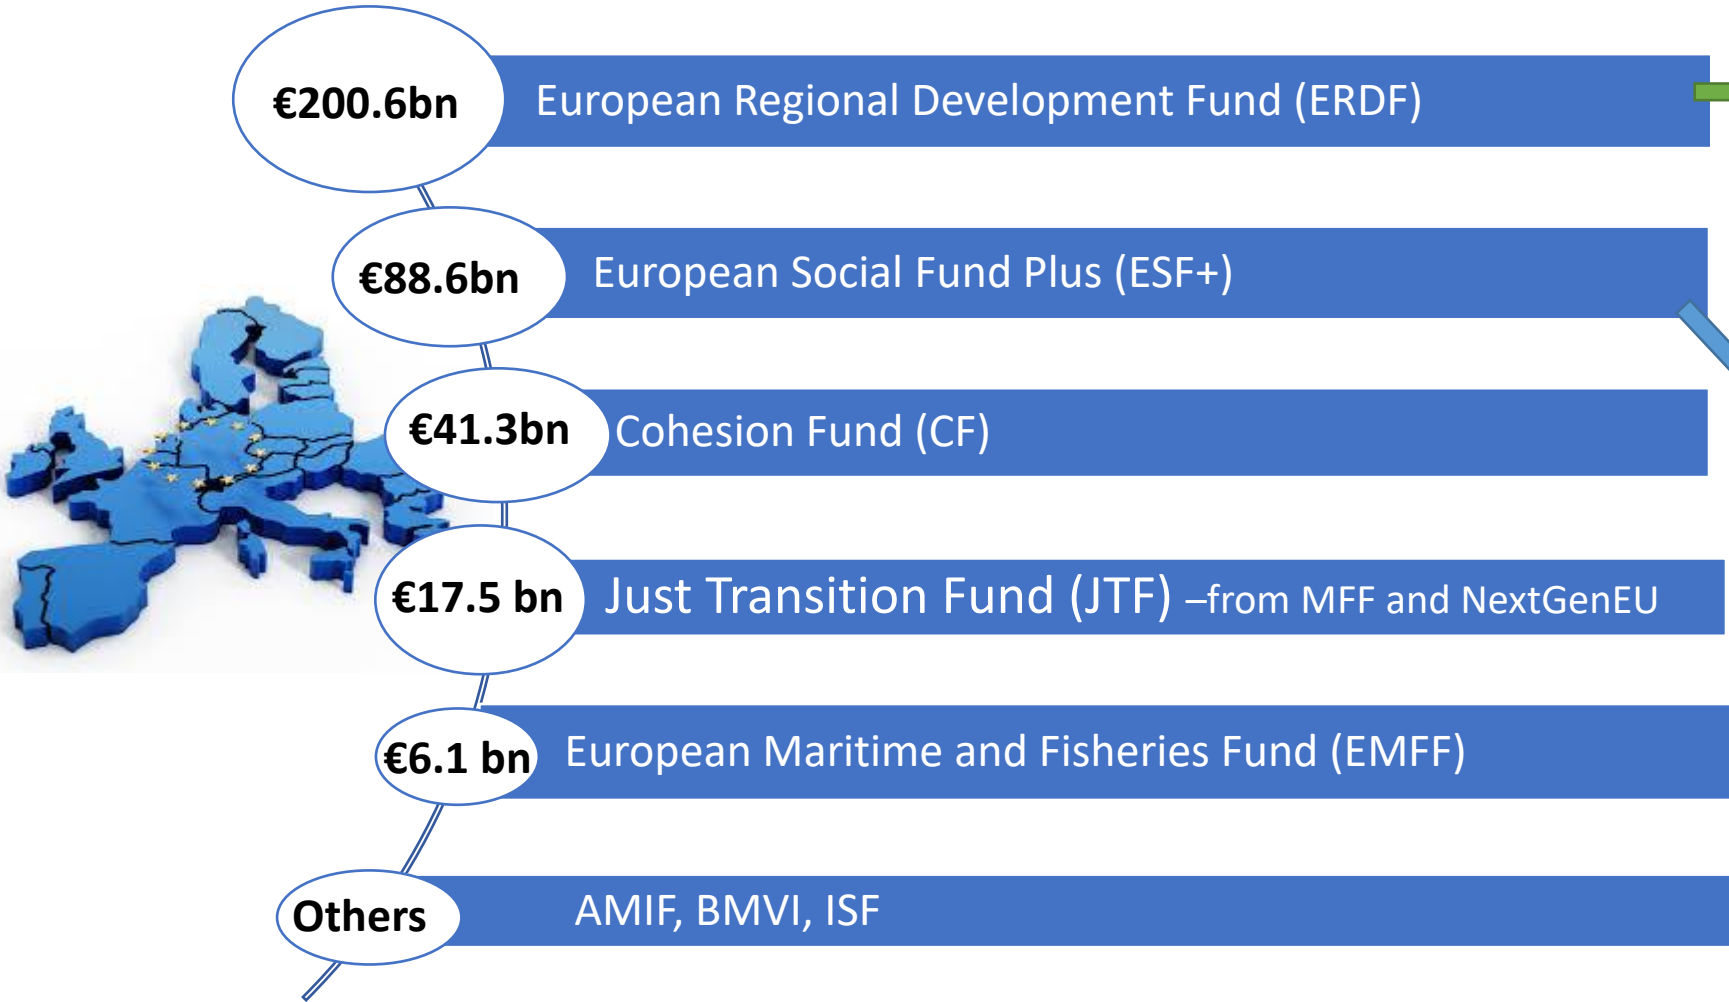 €200.6bn European Regional Development Fund (ERDF)
€88.6bn European Social Fund Plus (ESF+)
€41.3bn Cohesion Fund (CF)
€17.5 bn Just Transition Fund (JTF) –from MFF and NextGenEU
€6.1 bn European Maritime and Fisheries Fund (EMFF)
Others AMIF, BMVI, ISF